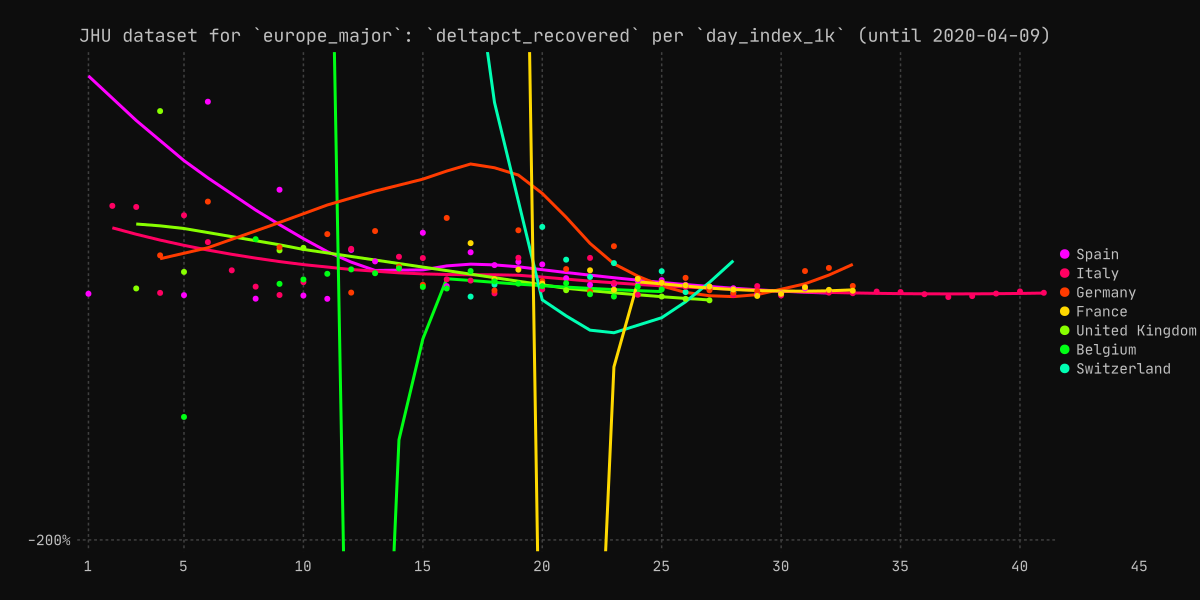 JHU dataset for `europe_major`: `deltapct_recovered` per `day_index_1k` (until 2020-04-09)
Spain
Italy
Germany
France
United Kingdom
Belgium
Switzerland
-200%
1 5 10 15 20 25 30 35 40 45